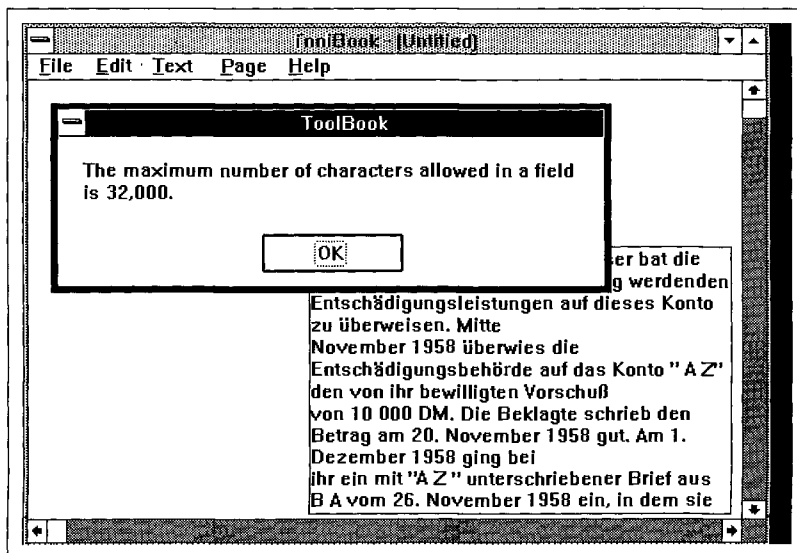 ToolBook - (Untitled)
File Edit Text Page Help
ToolBook
The maximum number of characters allowed in a field
is 32,000.
OK
er bat die
g werdenden
Entschädigungsleistungen auf dieses Konto
zu überweisen. Mitte
November 1958 überwies die
Entschädigungsbehörde auf das Konto "A Z"
den von ihr bewilligten Vorschuß
von 10 000 DM. Die Beklagte schrieb den
Betrag am 20. November 1958 gut. Am 1.
Dezember 1958 ging bei
ihr ein mit "A Z" unterschriebener Brief aus
B A vom 26. November 1958 ein, in dem sie